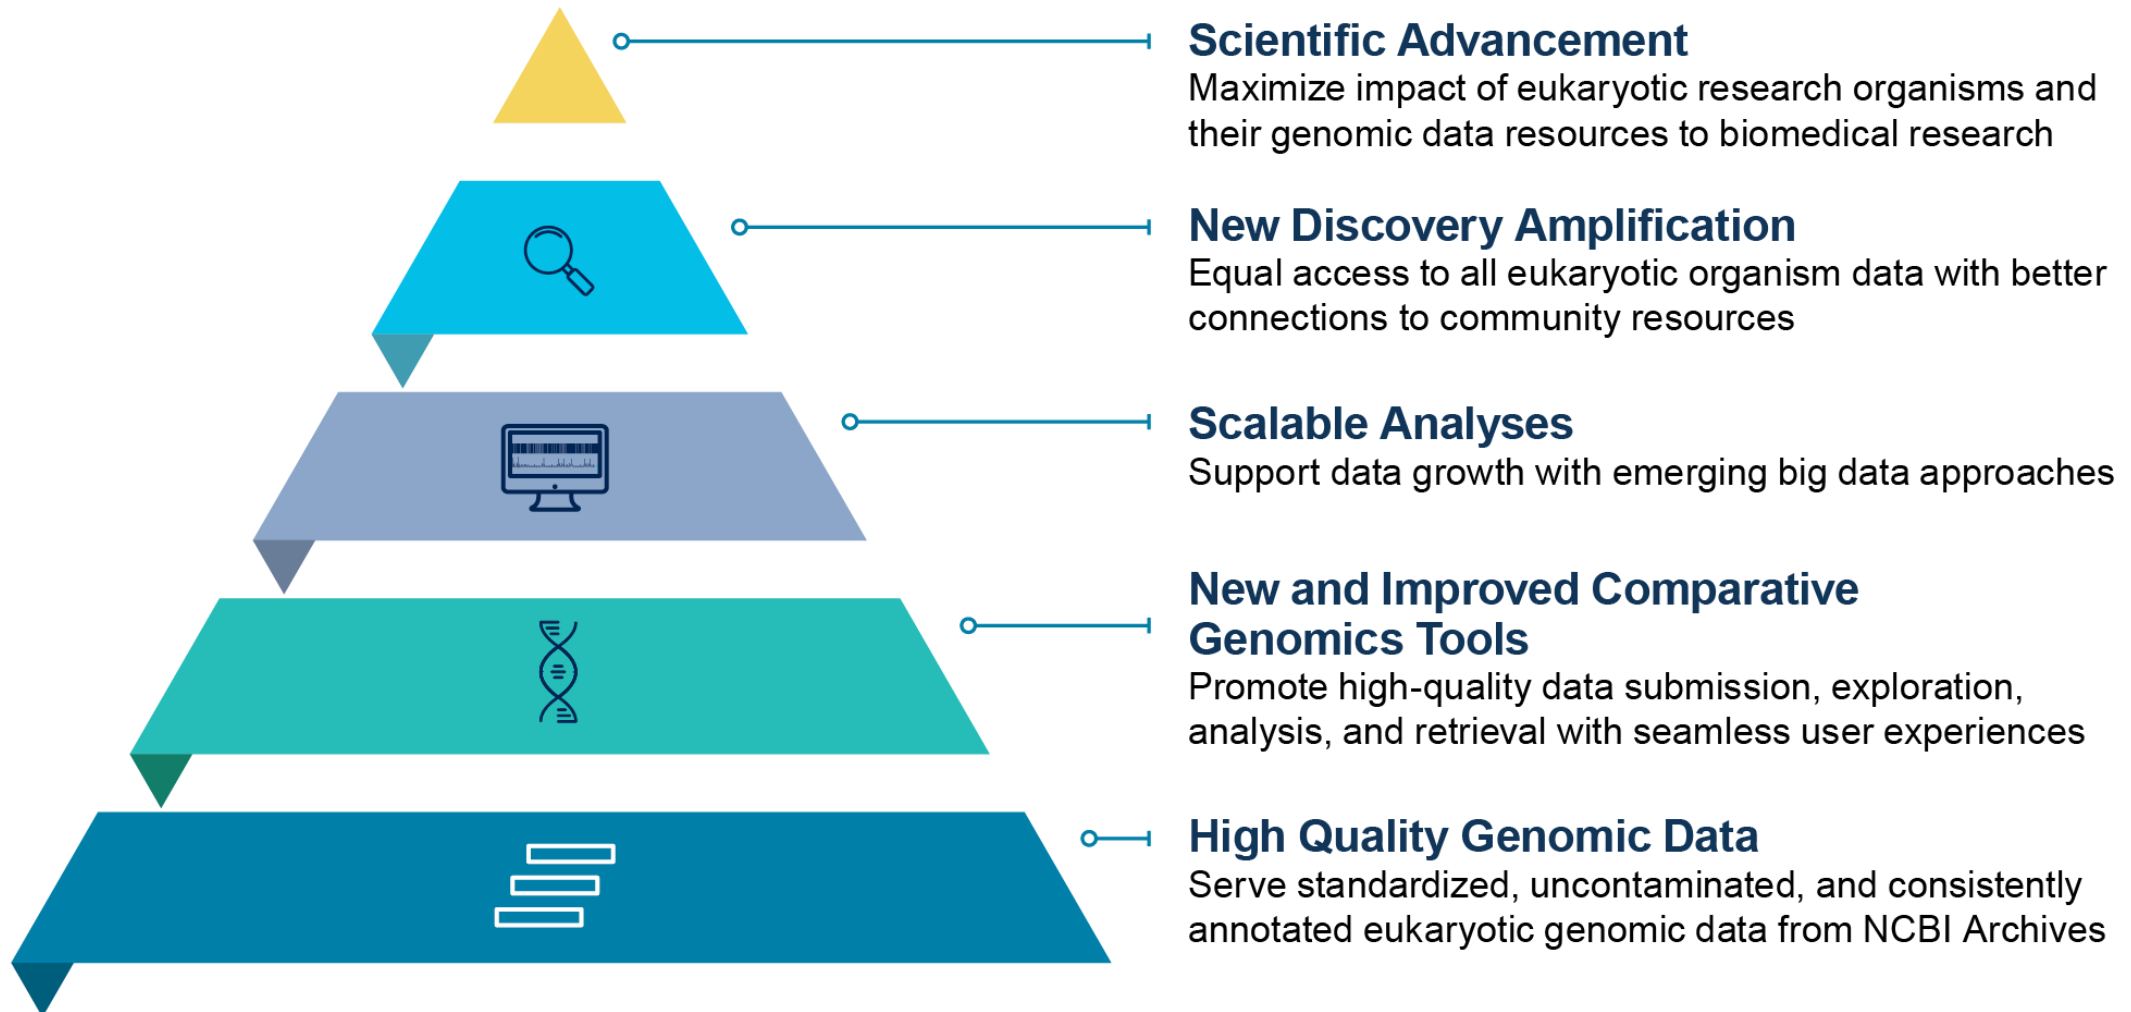 Scientific Advancement
Maximize impact of eukaryotic research organisms and
their genomic data resources to biomedical research
New Discovery Amplification
Equal access to all eukaryotic organism data with better
connections to community resources
Scalable Analyses
Support data growth with emerging big data approaches
New and Improved Comparative
Genomics Tools
Promote high-quality data submission, exploration,
analysis, and retrieval with seamless user experiences
High Quality Genomic Data
Serve standardized, uncontaminated, and consistently
annotated eukaryotic genomic data from NCBI Archives